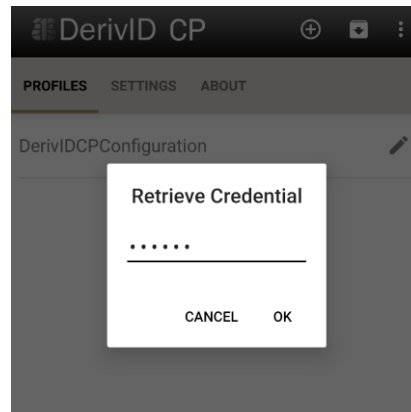 DerivID CP
PROFILES SETTINGS ABOUT
DerivIDCPConfiguration
Retrieve Credential
······
CANCEL OK